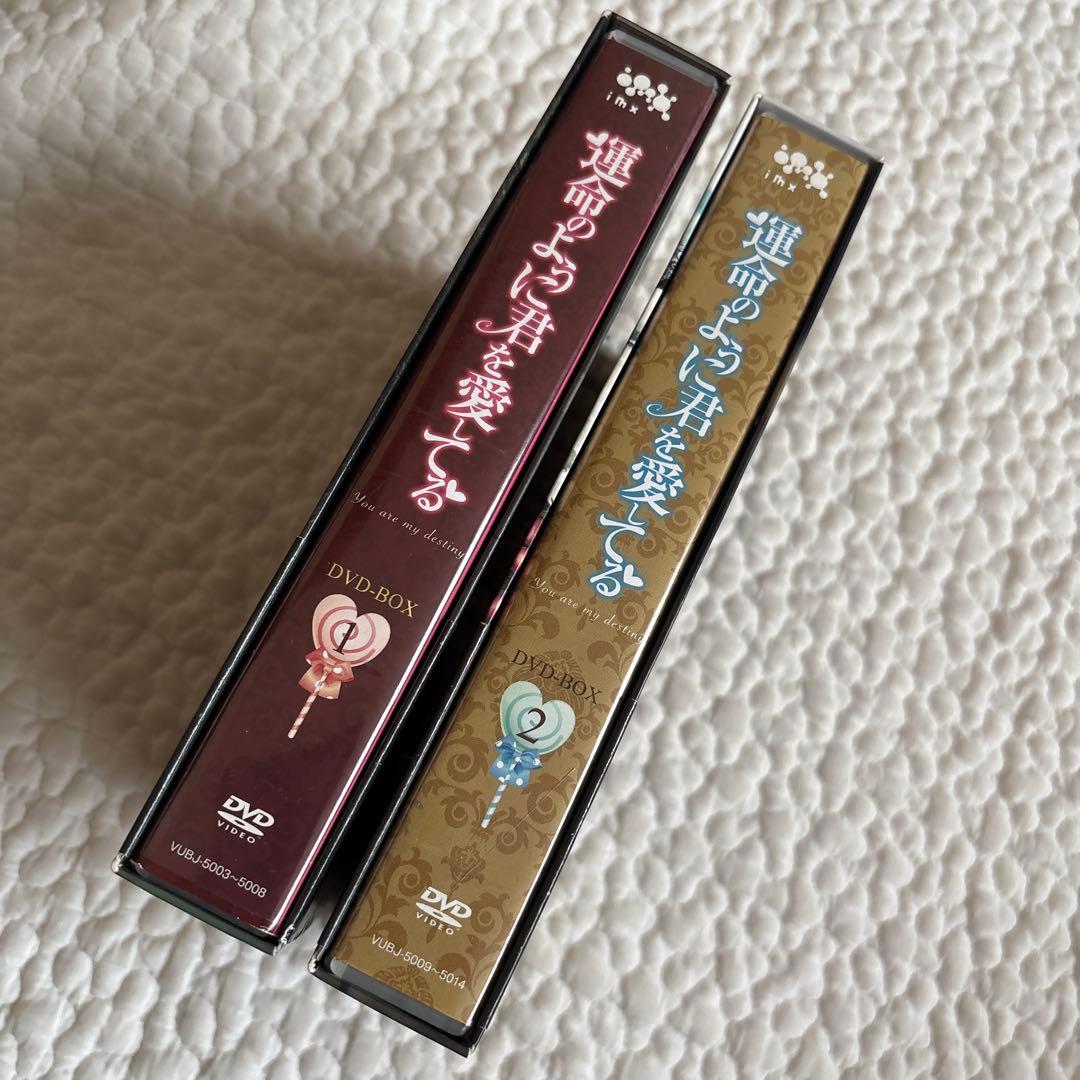 imx
運命のように君を愛してる
You are my destiny
DVD-BOX
1
DVD
VIDEO
VUBJ-5003~5008
imx
運命のように君を愛してる
You are my destiny
DVD-BOX
2
DVD
VIDEO
VUBJ-5009~5014